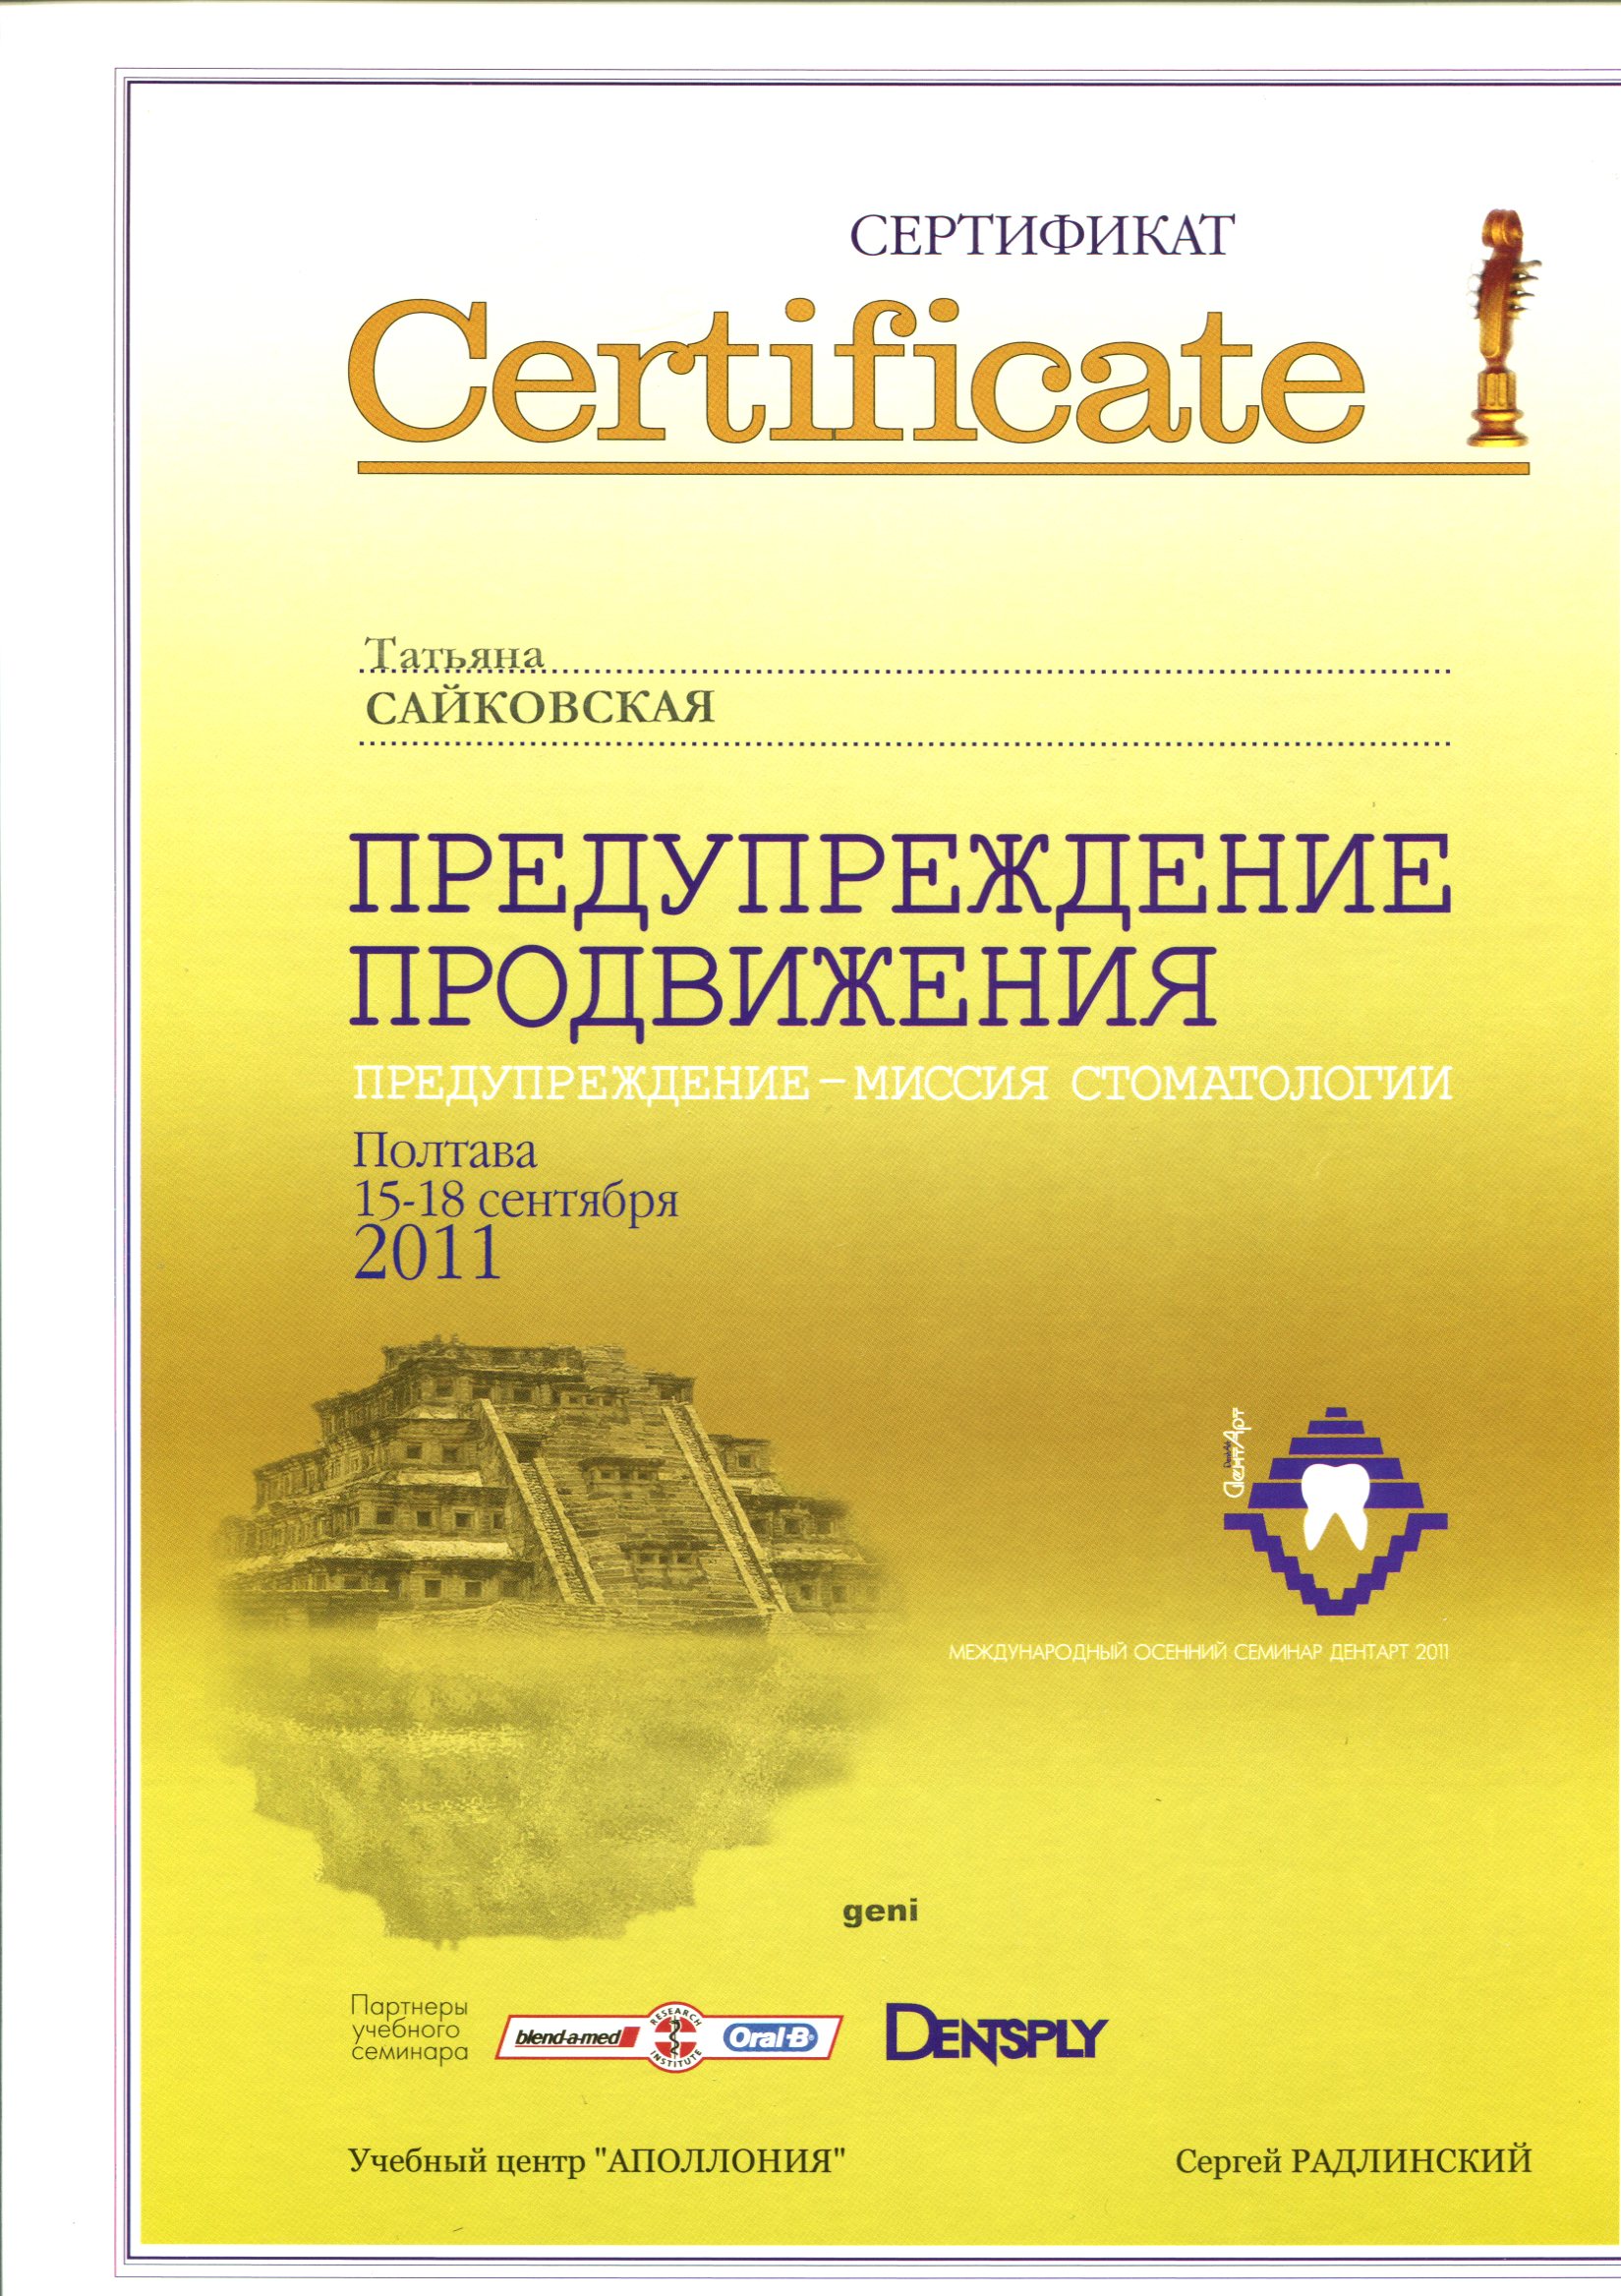 СЕРТИФИКАТ
Certificate
Татьяна
САЙКОВСКАЯ
ПРЕДУПРЕЖДЕНИЕ
ПРОДВИЖЕНИЯ
ПРЕДУПРЕЖДЕНИЕ – МИССИЯ СТОМАТОЛОГИИ
Полтава
15-18 сентября
2011
ДентАрт
DentArt
МЕЖДУНАРОДНЫЙ ОСЕННИЙ СЕМИНАР ДЕНТАРТ 2011
geni
Партнеры
учебного
семинара
blend-a-med RESEARCH INSTITUTE Oral-B®
DENTSPLY
Учебный центр "АПОЛЛОНИЯ" Сергей РАДЛИНСКИЙ